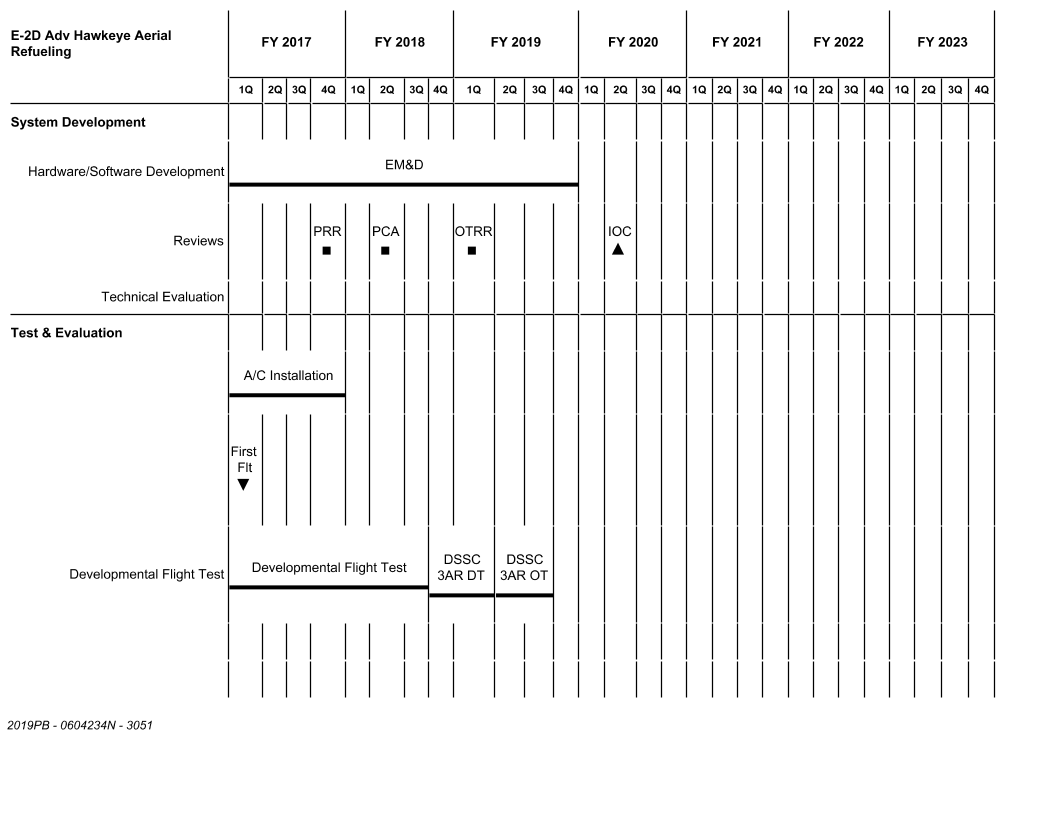 E-2D Adv Hawkeye Aerial
Refueling
FY 2017 FY 2018 FY 2019 FY 2020 FY 2021 FY 2022 FY 2023
1Q 2Q 3Q 4Q 1Q 2Q 3Q 4Q 1Q 2Q 3Q 4Q 1Q 2Q 3Q 4Q 1Q 2Q 3Q 4Q 1Q 2Q 3Q 4Q 1Q 2Q 3Q 4Q
System Development
EM&D
Hardware/Software Development
PRR PCA OTRR IOC
Reviews
Technical Evaluation
Test & Evaluation
A/C Installation
First
Flt
DSSC DSSC
Developmental Flight Test
3AR DT 3AR OT
Developmental Flight Test
2019PB - 0604234N - 3051